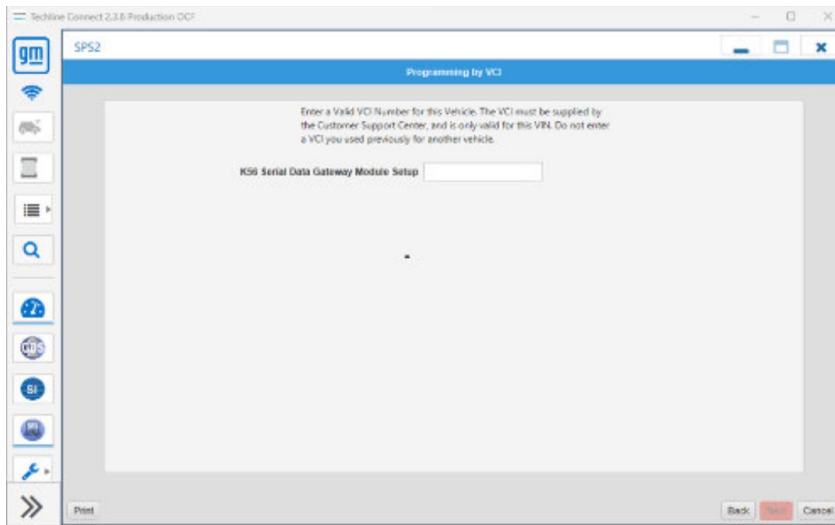 Techline Connect 2.3.6 Production OCF
gm
SPS2
Programming by VCI
Enter a Valid VCI Number for this Vehicle. The VCI must be supplied by
the Customer Support Center, and is only valid for this VIN. Do not enter
a VCI you used previously for another vehicle.
K56 Serial Data Gateway Module Setup
SI
Print
Back
Next
Cancel